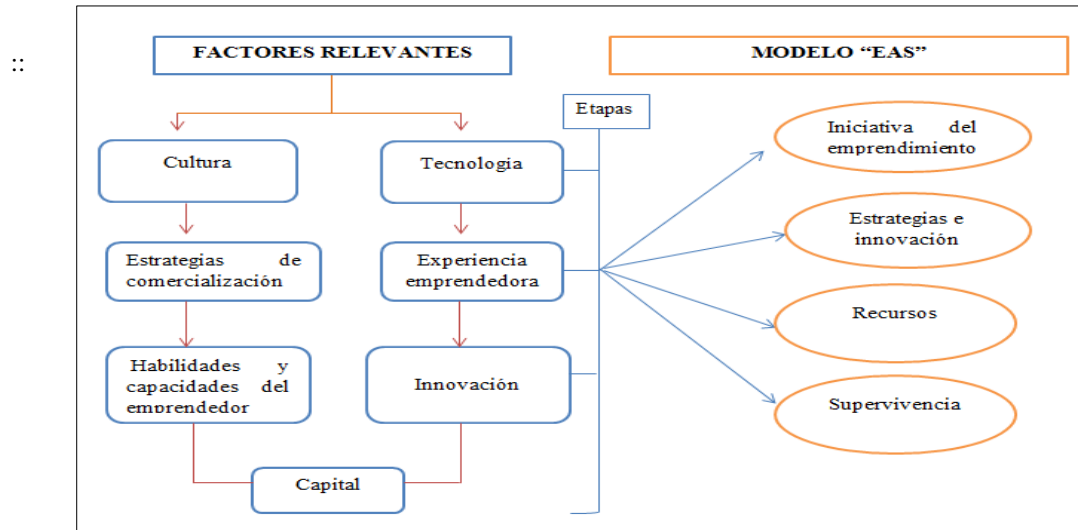 ::
FACTORES RELEVANTES
MODELO “EAS”
Etapas
Cultura
Tecnologia
Iniciativa del
emprendimiento
Estrategias de
comercialización
Experiencia
emprendedora
Estrategias e
innovación
Habilidades y
capacidades del
emprendedor
Innovación
Recursos
Supervivencia
Capital